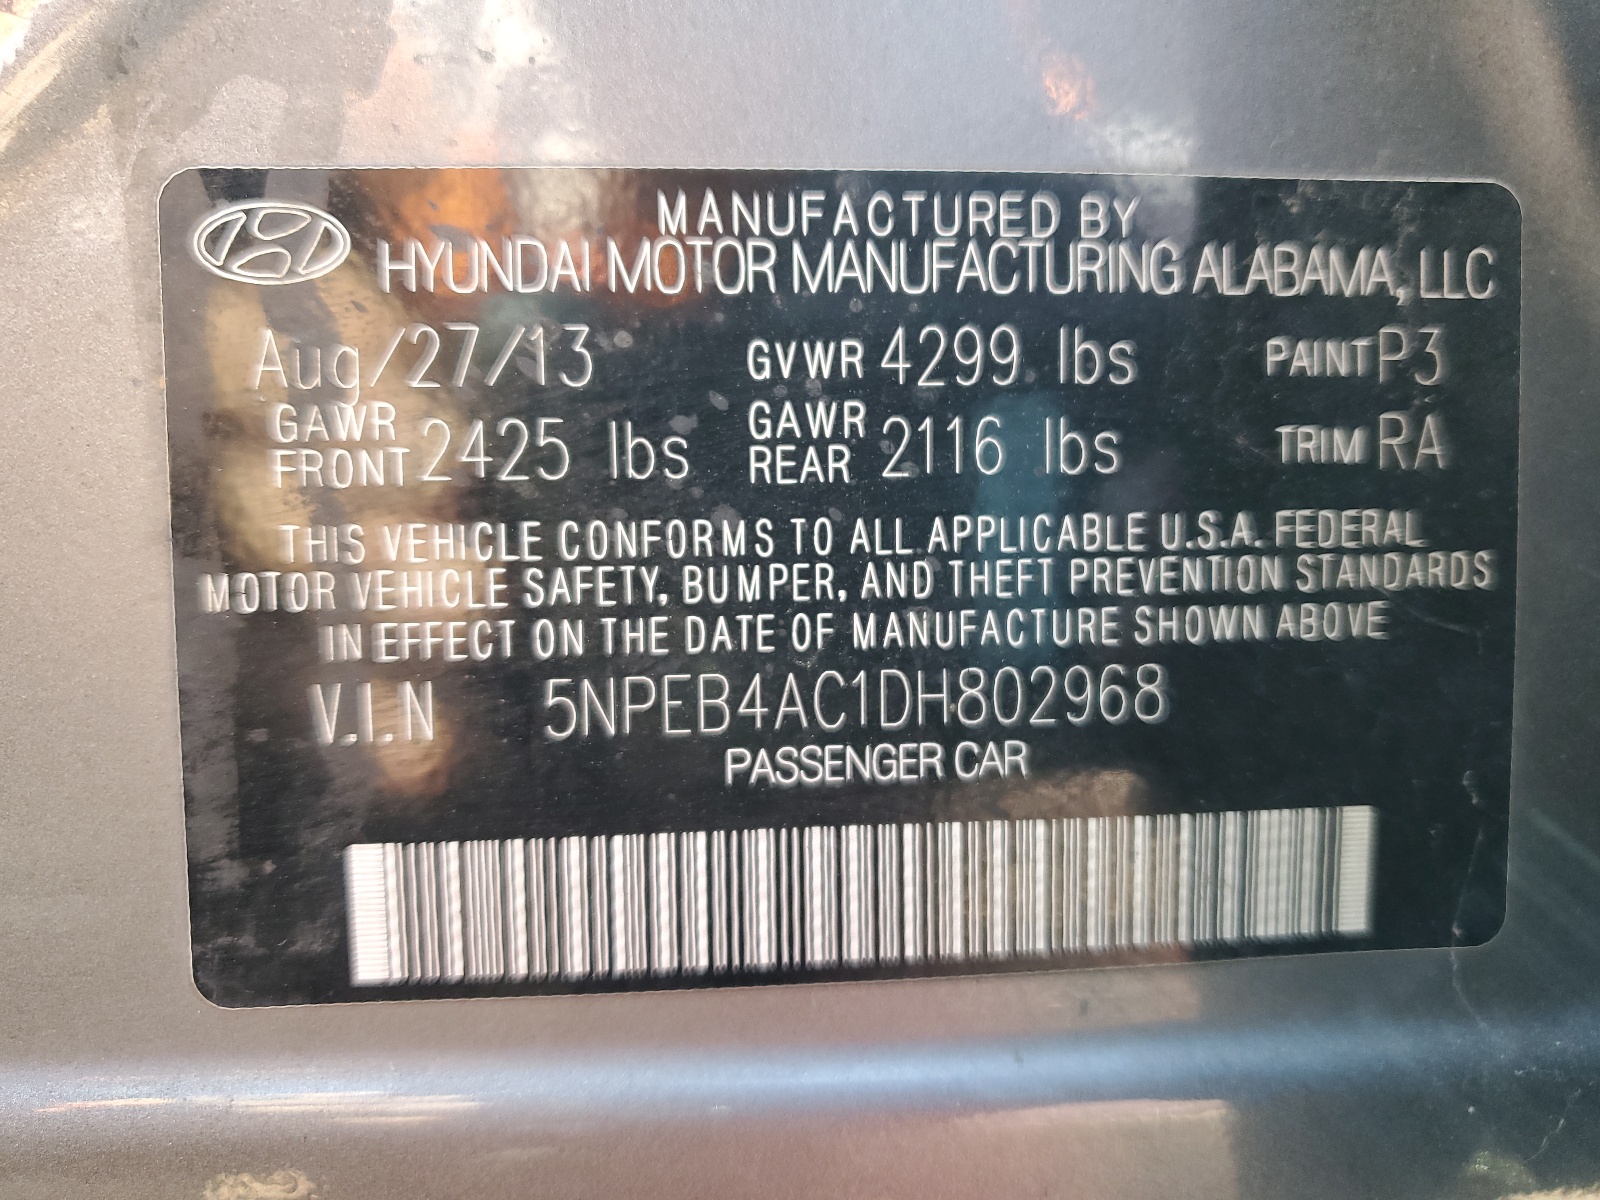 MANUFACTURED BY
HYUNDAI MOTOR MANUFACTURING ALABAMA, LLC
Aug/27/13 GVWR 4299 lbs PAINT P3
GAWR FRONT 2425 lbs GAWR REAR 2116 lbs TRIM RA
THIS VEHICLE CONFORMS TO ALL APPLICABLE U.S.A. FEDERAL
MOTOR VEHICLE SAFETY, BUMPER, AND THEFT PREVENTION STANDARDS
IN EFFECT ON THE DATE OF MANUFACTURE SHOWN ABOVE
V.I.N 5NPEB4AC1DH802968
PASSENGER CAR